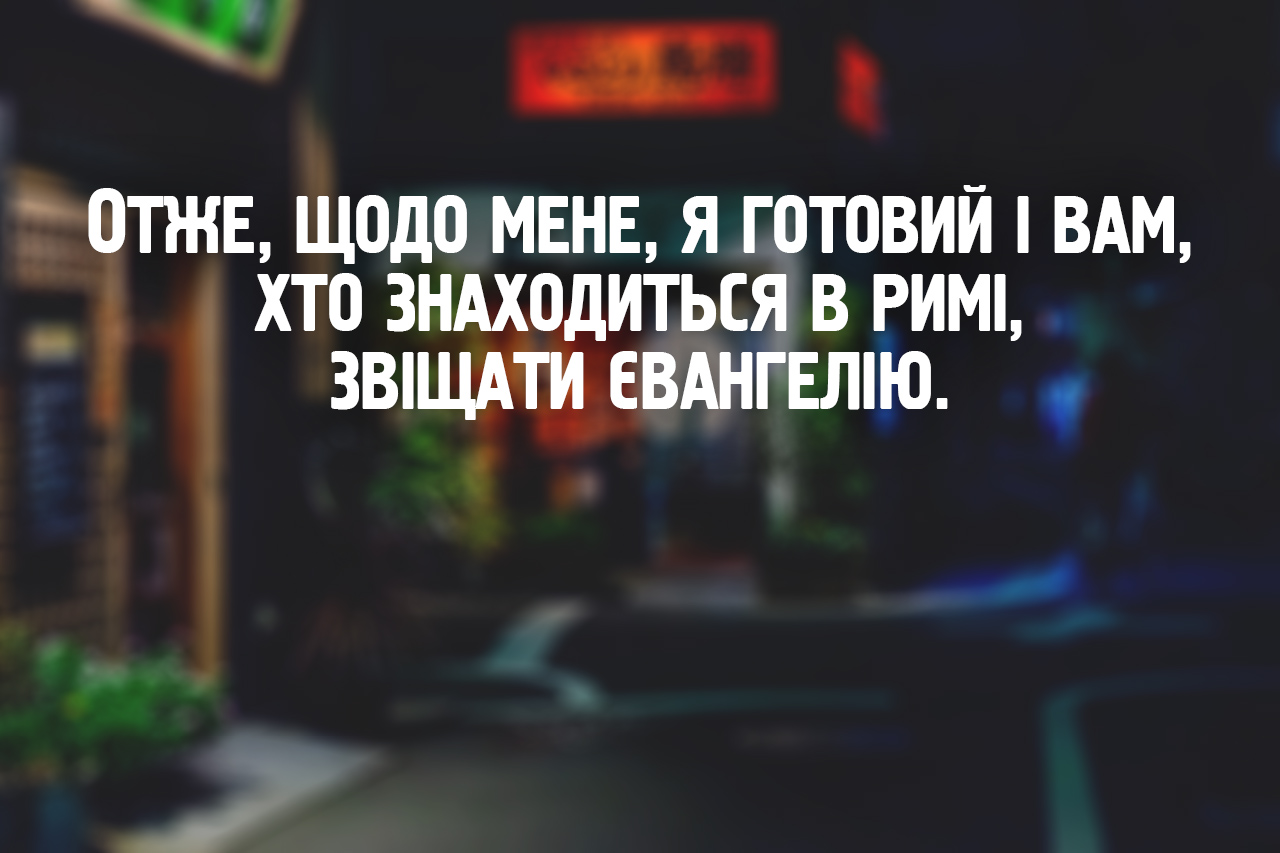 Отже, щодо мене, я готовий і вам,
хто знаходиться в Римі,
звіщати Євангелію.